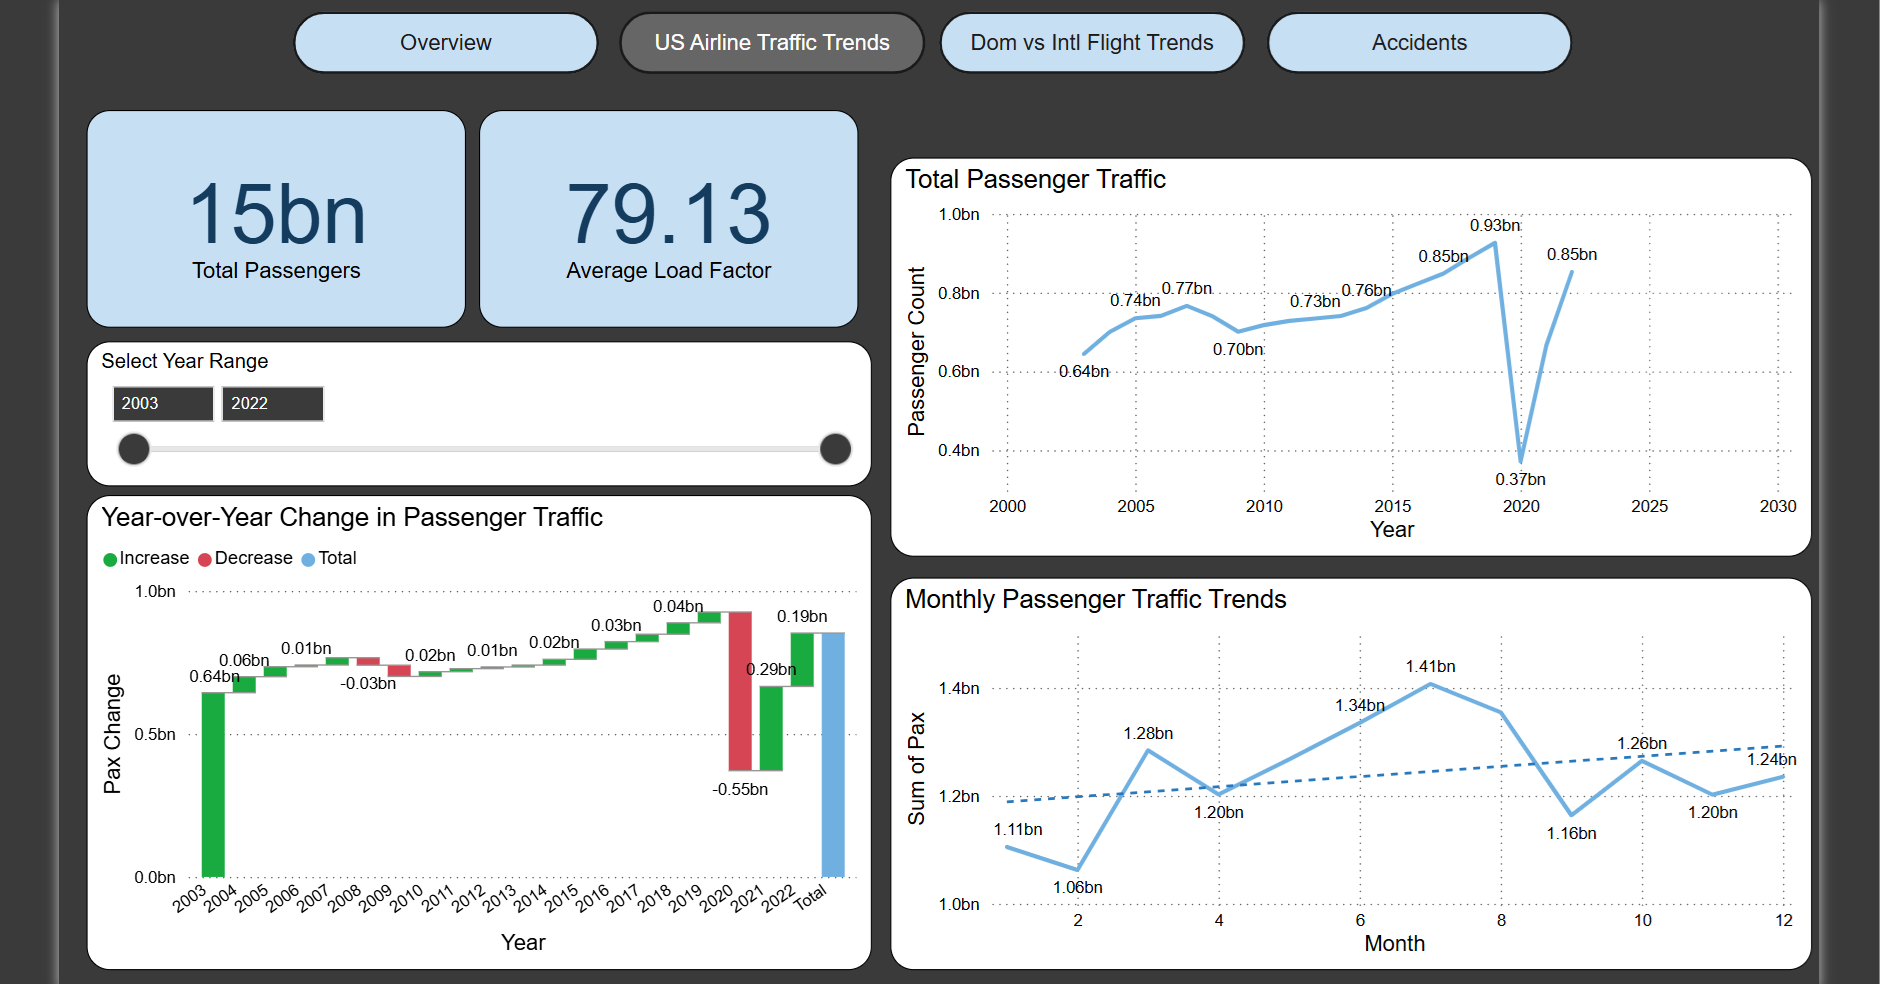 Overview
US Airline Traffic Trends
Dom vs Intl Flight Trends
Accidents
15bn
Total Passengers
79.13
Average Load Factor
Select Year Range
2003
2022
Year-over-Year Change in Passenger Traffic
Increase
Decrease
Total
Pax Change
1.0bn
0.5bn
0.0bn
0.64bn
0.06bn
0.01bn
-0.03bn
0.02bn
0.01bn
0.02bn
0.03bn
0.04bn
-0.55bn
0.29bn
0.19bn
2003
2004
2005
2006
2007
2008
2009
2010
2011
2012
2013
2014
2015
2016
2017
2018
2019
2020
2021
2022
Total
Year
Total Passenger Traffic
Passenger Count
1.0bn
0.8bn
0.6bn
0.4bn
0.64bn
0.74bn
0.77bn
0.70bn
0.73bn
0.76bn
0.85bn
0.93bn
0.37bn
0.85bn
2000
2005
2010
2015
2020
2025
2030
Year
Monthly Passenger Traffic Trends
Sum of Pax
1.4bn
1.2bn
1.0bn
1.11bn
1.06bn
1.28bn
1.20bn
1.34bn
1.41bn
1.16bn
1.26bn
1.20bn
1.24bn
2
4
6
8
10
12
Month